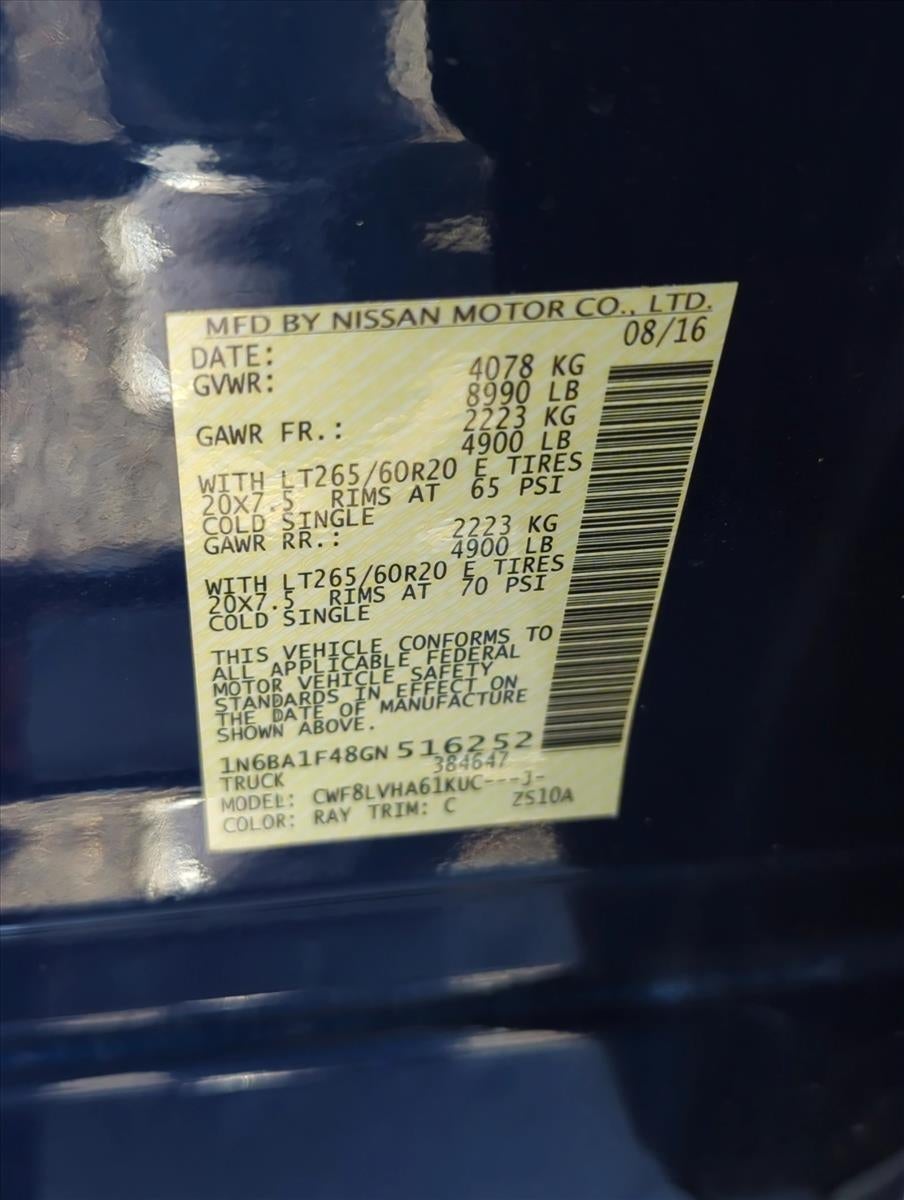 MFD BY NISSAN MOTOR CO., LTD.
DATE: 08/16
GVWR: 4078 KG
8990 LB
GAWR FR.: 2223 KG
4900 LB
WITH LT265/60R20 E TIRES
20X7.5 RIMS AT 65 PSI
COLD SINGLE
GAWR RR.: 2223 KG
4900 LB
WITH LT265/60R20 E TIRES
20X7.5 RIMS AT 70 PSI
COLD SINGLE
THIS VEHICLE CONFORMS TO
ALL APPLICABLE FEDERAL
MOTOR VEHICLE SAFETY
STANDARDS IN EFFECT ON
THE DATE OF MANUFACTURE
SHOWN ABOVE.
1N6BA1F48GN 516252
TRUCK 384647
MODEL: CWF8LVHA61KUC---J-
COLOR: RAY TRIM: C ZS10A